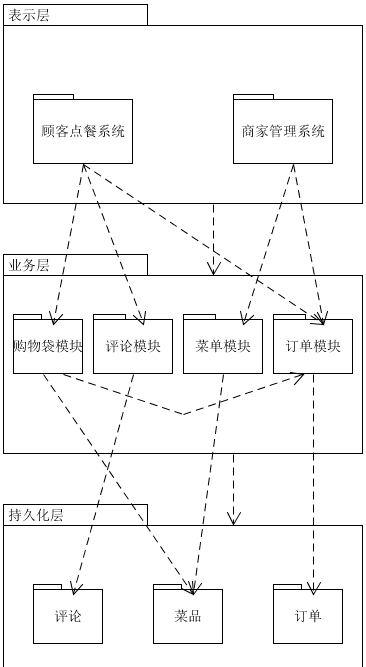 表示层
顾客点餐系统
商家管理系统
业务层
购物袋模块
评论模块
菜单模块
订单模块
持久化层
评论
菜品
订单